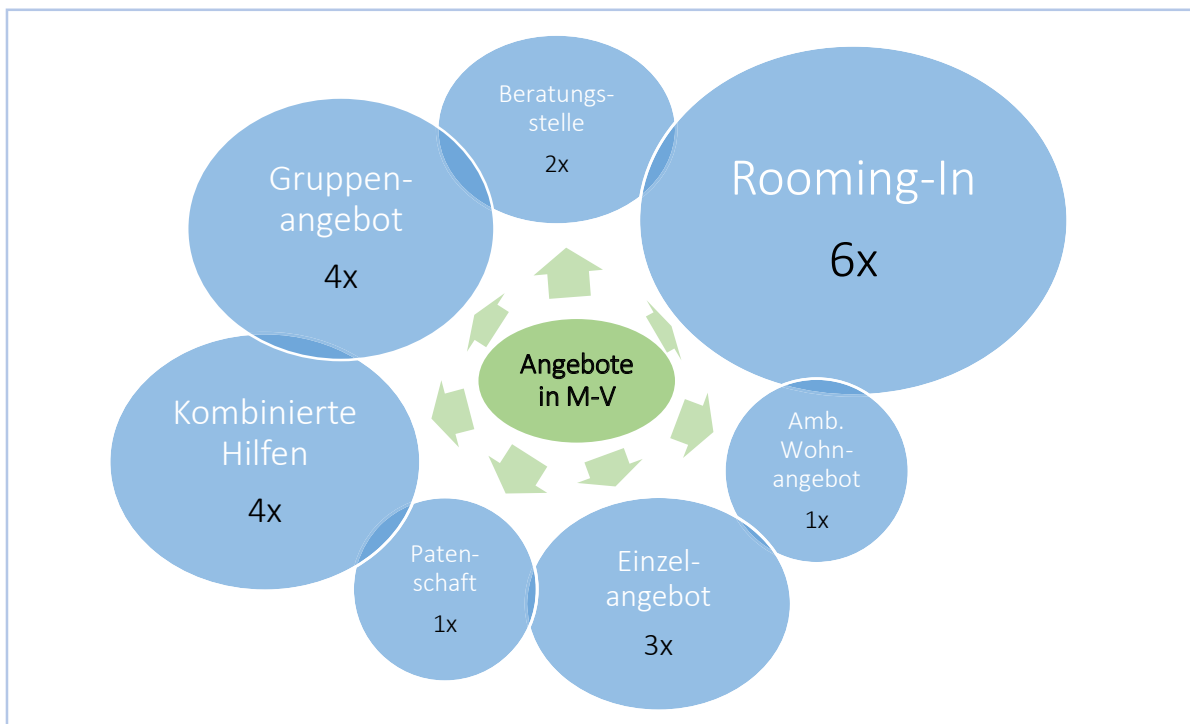 Beratungs-
stelle
2x
Rooming-In
6x
Gruppen-
angebot
4x
Angebote
in M-V
Kombinierte
Hilfen
4x
Amb.
Wohn-
angebot
1x
Paten-
schaft
1x
Einzel-
angebot
3x